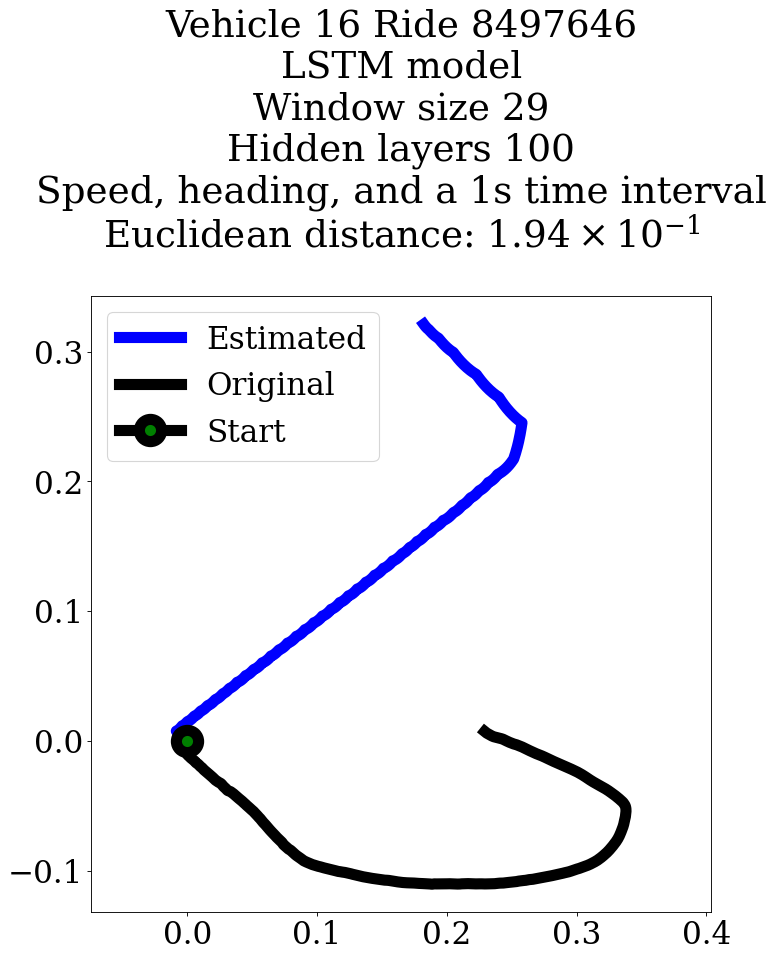 Vehicle 16 Ride 8497646
LSTM model
Window size 29
Hidden layers 100
Speed, heading, and a 1s time interval
Euclidean distance: 1.94 × 10⁻¹
Estimated
Original
Start
0.3
0.2
0.1
0.0
−0.1
0.0 0.1 0.2 0.3 0.4